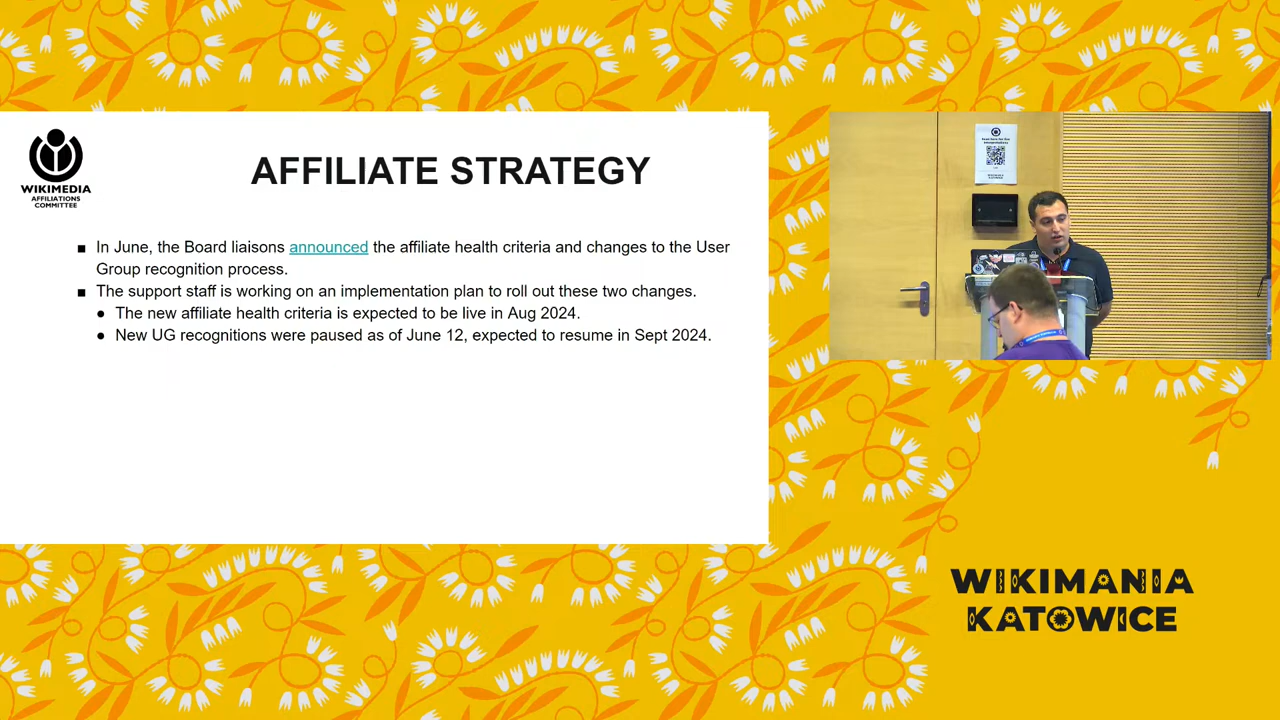 WIKIMEDIA
AFFILIATIONS
COMMITTEE
AFFILIATE STRATEGY
■ In June, the Board liaisons announced the affiliate health criteria and changes to the User
Group recognition process.
■ The support staff is working on an implementation plan to roll out these two changes.
● The new affiliate health criteria is expected to be live in Aug 2024.
● New UG recognitions were paused as of June 12, expected to resume in Sept 2024.
WIKIMANIA
KATOWICE